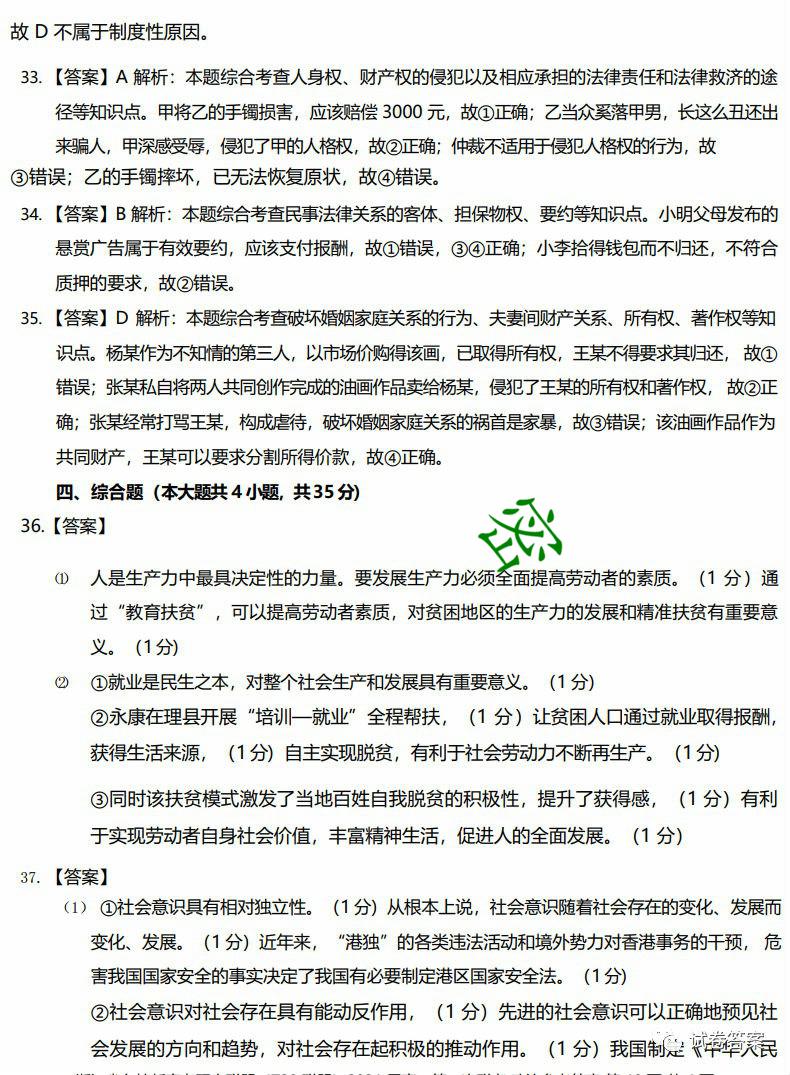 故 D 不属于制度性原因。
33. 【答案】A 解析：本题综合考查人身权、财产权的侵犯以及相应承担的法律责任和法律救济的途
径等知识点。甲将乙的手镯损害，应该赔偿 3000 元，故①正确；乙当众奚落甲男，长这么丑还出
来骗人，甲深感受辱，侵犯了甲的人格权，故②正确；仲裁不适用于侵犯人格权的行为，故
③错误；乙的手镯摔坏，已无法恢复原状，故④错误。
34. 【答案】B 解析：本题综合考查民事法律关系的客体、担保物权、要约等知识点。小明父母发布的
悬赏广告属于有效要约，应该支付报酬，故①错误，③④正确；小李拾得钱包而不归还，不符合
质押的要求，故②错误。
35. 【答案】D 解析：本题综合考查破坏婚姻家庭关系的行为、夫妻间财产关系、所有权、著作权等知
识点。杨某作为不知情的第三人，以市场价购得该画，已取得所有权，王某不得要求其归还， 故①
错误；张某私自将两人共同创作完成的油画作品卖给杨某，侵犯了王某的所有权和著作权， 故②正
确；张某经常打骂王某，构成虐待，破坏婚姻家庭关系的祸首是家暴，故③错误；该油画作品作为
共同财产，王某可以要求分割所得价款，故④正确。
四、综合题（本大题共 4 小题, 共 35 分）
36.【答案】
密
⑴ 人是生产力中最具决定性的力量。要发展生产力必须全面提高劳动者的素质。（1 分）通
过“教育扶贫”，可以提高劳动者素质，对贫困地区的生产力的发展和精准扶贫有重要意
义。（1 分）
⑵ ①就业是民生之本，对整个社会生产和发展具有重要意义。（1 分）
②永康在理县开展“培训—就业”全程帮扶，（1 分）让贫困人口通过就业取得报酬，
获得生活来源，（1 分）自主实现脱贫，有利于社会劳动力不断再生产。（1 分）
③同时该扶贫模式激发了当地百姓自我脱贫的积极性，提升了获得感，（1 分）有利
于实现劳动者自身社会价值，丰富精神生活，促进人的全面发展。（1 分）
37. 【答案】
（1）①社会意识具有相对独立性。（1 分）从根本上说，社会意识随着社会存在的变化、发展而
变化、发展。（1 分）近年来，“港独”的各类违法活动和境外势力对香港事务的干预， 危
害我国国家安全的事实决定了我国有必要制定港区国家安全法。（1 分）
②社会意识对社会存在具有能动反作用，（1 分）先进的社会意识可以正确地预见社
会发展的方向和趋势，对社会存在起积极的推动作用。（1 分）我国制定《中华人民
试卷答案